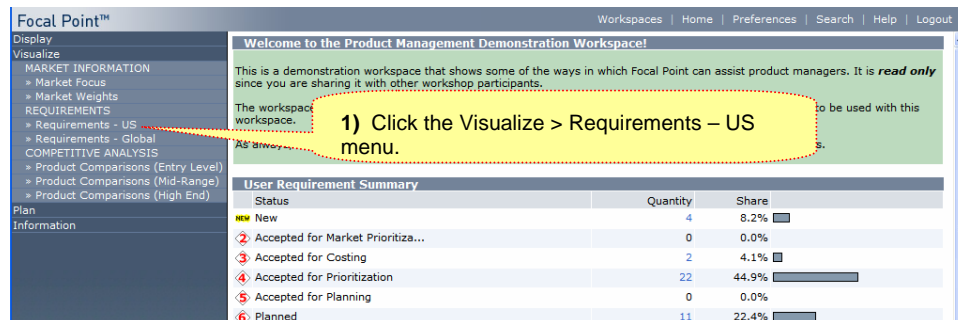 Focal Point™
Workspaces | Home | Preferences | Search | Help | Logout
Display
Visualize
MARKET INFORMATION
» Market Focus
» Market Weights
REQUIREMENTS
» Requirements - US
» Requirements - Global
COMPETITIVE ANALYSIS
» Product Comparisons (Entry Level)
» Product Comparisons (Mid-Range)
» Product Comparisons (High End)
Plan
Information
Welcome to the Product Management Demonstration Workspace!
This is a demonstration workspace that shows some of the ways in which Focal Point can assist product managers. It is read only
since you are sharing it with other workshop participants.
The workspace to be used with this
workspace.
1) Click the Visualize > Requirements – US
menu.
User Requirement Summary
Status Quantity Share
NEW New 4 8.2%
2 Accepted for Market Prioritiza... 0 0.0%
3 Accepted for Costing 2 4.1%
4 Accepted for Prioritization 22 44.9%
5 Accepted for Planning 0 0.0%
6 Planned 11 22.4%